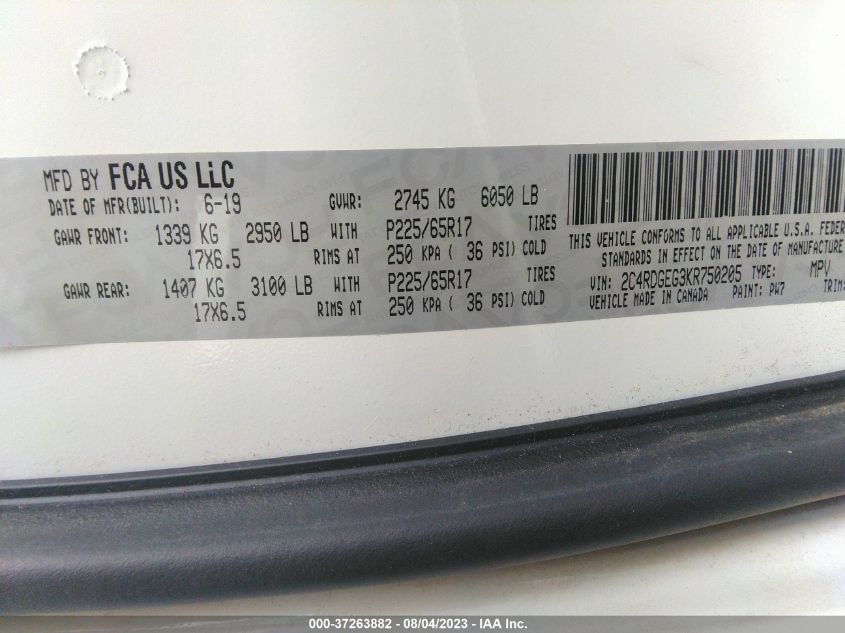 MFD BY FCA US LLC
DATE OF MFR(BUILT): 6-19 GVWR: 2745 KG 6050 LB
GAWR FRONT: 1339 KG 2950 LB WITH P225/65R17 TIRES
17X6.5 RIMS AT 250 KPA ( 36 PSI) COLD
GAWR REAR: 1407 KG 3100 LB WITH P225/65R17 TIRES
17X6.5 RIMS AT 250 KPA ( 36 PSI) COLD
THIS VEHICLE CONFORMS TO ALL APPLICABLE U.S.A. FEDER
STANDARDS IN EFFECT ON THE DATE OF MANUFACTURE
VIN: 2C4RDGEG3KR750205 TYPE: MPV
VEHICLE MADE IN CANADA PAINT: PW7 TRIM:
000-37263882 - 08/04/2023 - IAA Inc.